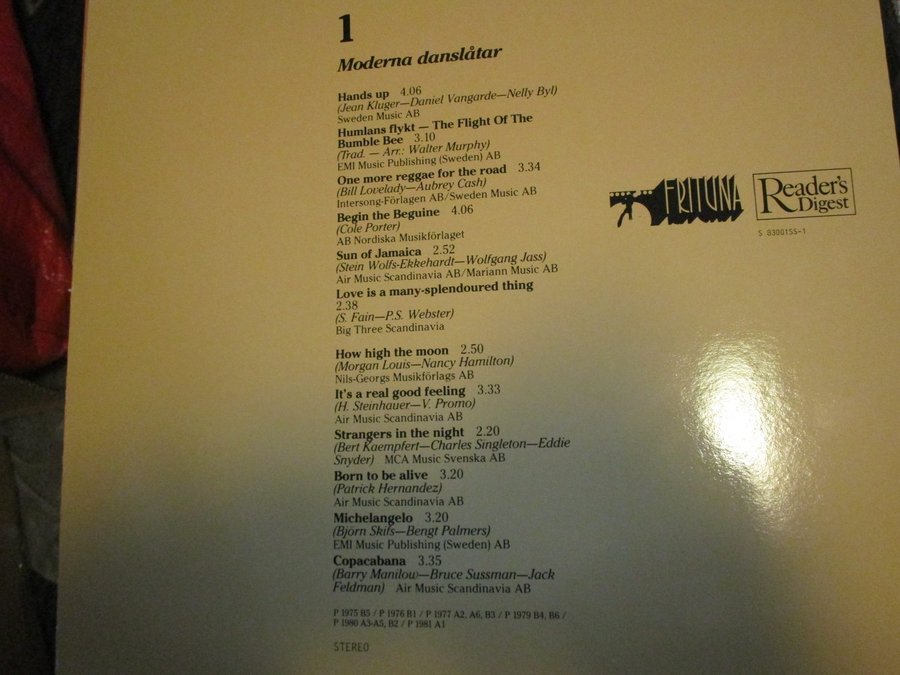 1
Moderna danslåtar
Hands up 4.06
(Jean Kluger—Daniel Vangarde—Nelly Byl)
Sweden Music AB
Humlans flykt — The Flight Of The
Bumble Bee 3.10
(Trad. — Arr.: Walter Murphy)
EMI Music Publishing (Sweden) AB
One more reggae for the road 3.34
(Bill Lovelady—Aubrey Cash)
Intersong-Förlagen AB/Sweden Music AB
Begin the Beguine 4.06
(Cole Porter)
AB Nordiska Musikförlaget
Sun of Jamaica 2.52
(Stein Wolfs-Ekkehardt—Wolfgang Jass)
Air Music Scandinavia AB/Mariann Music AB
Love is a many-splendoured thing
2.38
(S. Fain—P.S. Webster)
Big Three Scandinavia
How high the moon 2.50
(Morgan Louis—Nancy Hamilton)
Nils-Georgs Musikförlags AB
It's a real good feeling 3.33
(H. Steinhauer—V. Promo)
Air Music Scandinavia AB
Strangers in the night 2.20
(Bert Kaempfert—Charles Singleton—Eddie
Snyder) MCA Music Svenska AB
Born to be alive 3.20
(Patrick Hernandez)
Air Music Scandinavia AB
Michelangelo 3.20
(Björn Skifs—Bengt Palmers)
EMI Music Publishing (Sweden) AB
Copacabana 3.35
(Barry Manilow—Bruce Sussman—Jack
Feldman) Air Music Scandinavia AB
P 1975 B5 / P 1976 B1 / P 1977 A2, A6, B3 / P 1979 B4, B6 /
P 1980 A3-A5, B2 / P 1981 A1
STEREO
FRITUNA
Reader's
Digest
S 8300155-1